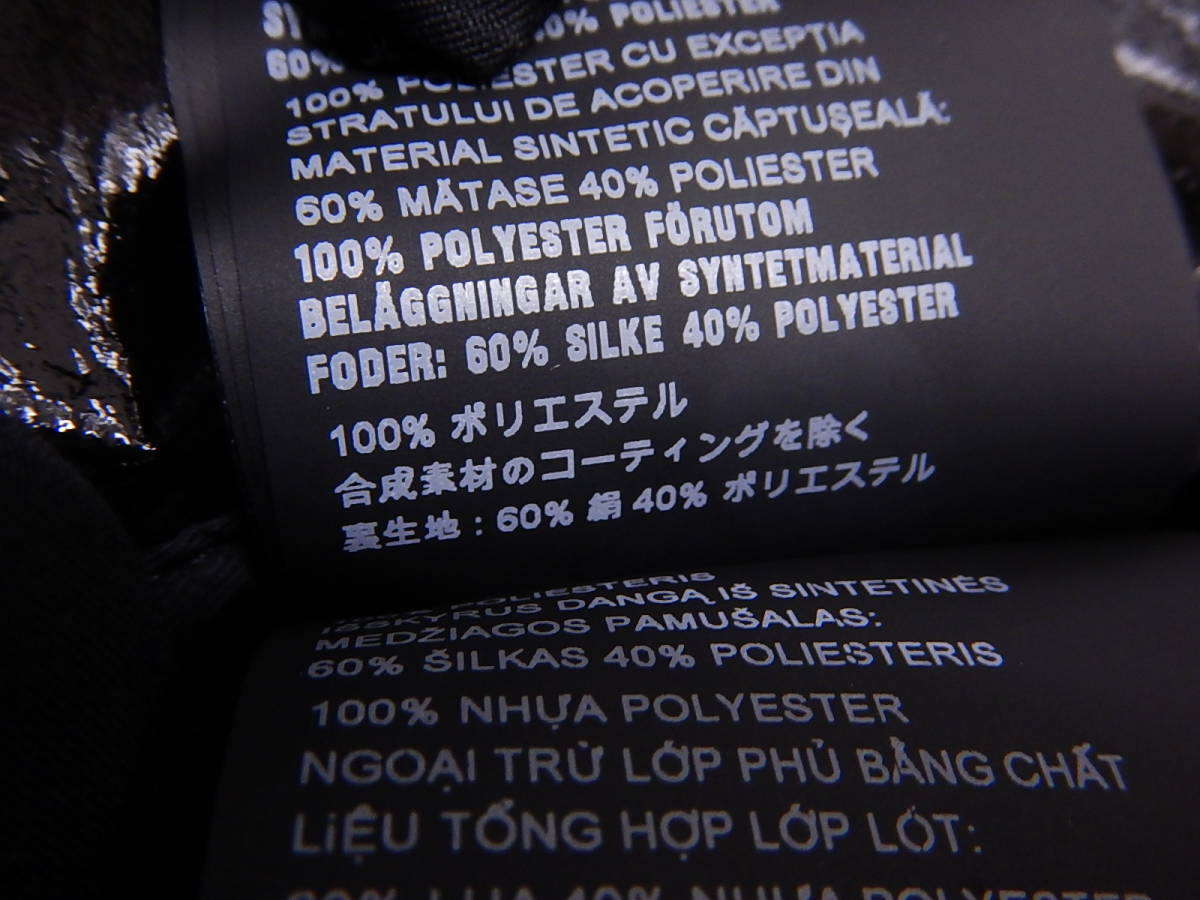 60%
0% POLIESTER
100% POLIESTER CU EXCEPȚIA
STRATULUI DE ACOPERIRE DIN
MATERIAL SINTETIC CĂPTUȘEALĂ:
60% MĂTASE 40% POLIESTER
100% POLYESTER FÖRUTOM
BELÄGGNINGAR AV SYNTETMATERIAL
FODER: 60% SILKE 40% POLYESTER
100% ポリエステル
合成素材のコーティングを除く
裏生地 : 60% 絹 40% ポリエステル
POLIESTERIS
IŠSKYRUS DANGĄ IŠ SINTETINĖS
MEDŽIAGOS PAMUŠALAS:
60% ŠILKAS 40% POLIESTERIS
100% NHỰA POLYESTER
NGOẠI TRỪ LỚP PHỦ BẰNG CHẤT
LIỆU TỔNG HỢP LỚP LÓT: